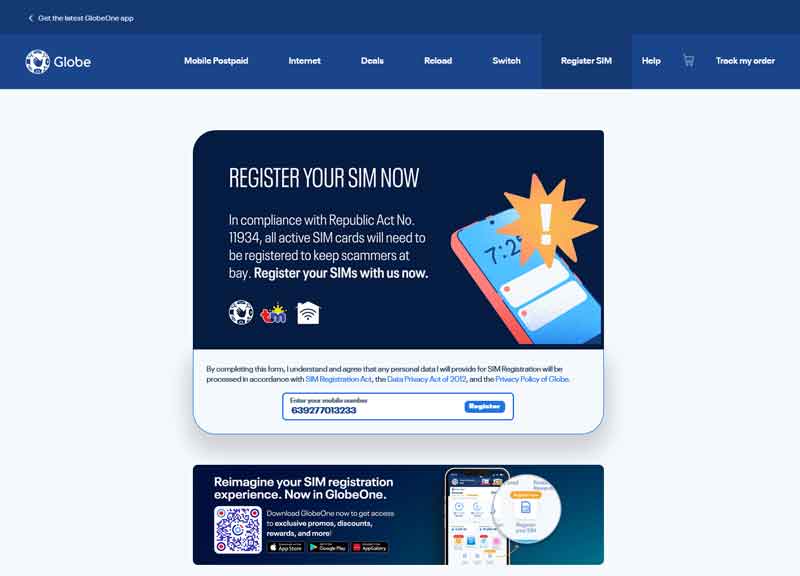 Get the latest GlobeOne app
Globe
Mobile Postpaid
Internet
Deals
Reload
Switch
Register SIM
Help
Track my order
REGISTER YOUR SIM NOW
In compliance with Republic Act No.
11934, all active SIM cards will need to
be registered to keep scammers at
bay. Register your SIMs with us now.
7:25
tm
By completing this form, I understand and agree that any personal data I will provide for SIM Registration will be
processed in accordance with SIM Registration Act, the Data Privacy Act of 2012, and the Privacy Policy of Globe.
Enter your mobile number
639277013233
Register
Reimagine your SIM registration
experience. Now in GlobeOne.
Download GlobeOne now to get access
to exclusive promos, discounts,
rewards, and more!
App Store
Google Play
AppGallery
Register
your SIM